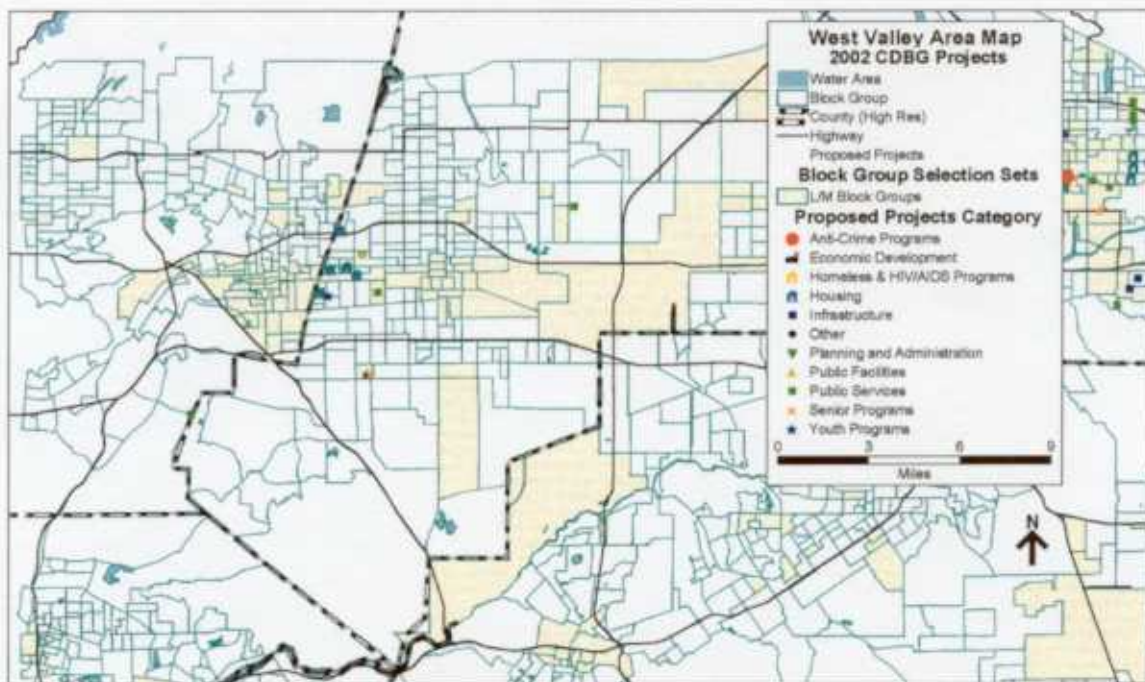 West Valley Area Map
2002 CDBG Projects
Water Area
Block Group
County (High Res)
Highway
Proposed Projects
Block Group Selection Sets
L/M Block Groups
Proposed Projects Category
Anti-Crime Programs
Economic Development
Homeless & HIV/AIDS Programs
Housing
Infrastructure
Other
Planning and Administration
Public Facilities
Public Services
Senior Programs
Youth Programs
0 3 6 9
Miles
N